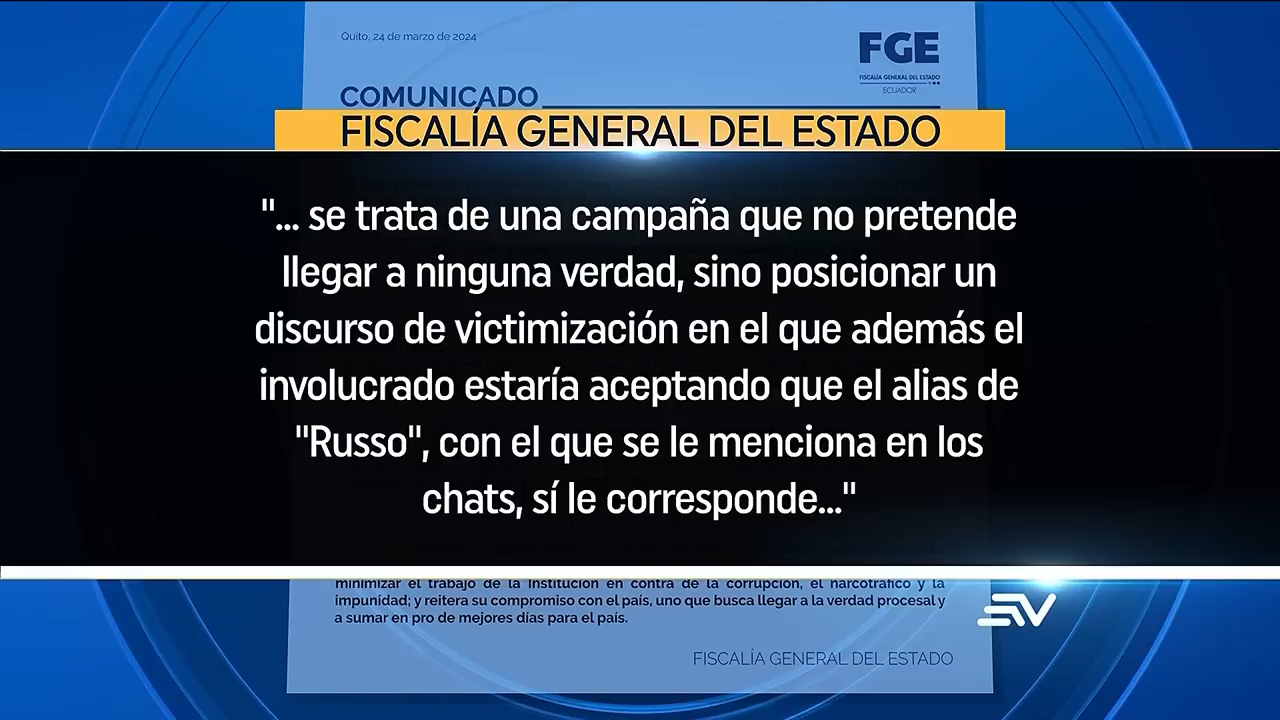 Quito, 24 de marzo de 2024
FGE
FISCALÍA GENERAL DEL ESTADO
ECUADOR
COMUNICADO
FISCALÍA GENERAL DEL ESTADO
"... se trata de una campaña que no pretende
llegar a ninguna verdad, sino posicionar un
discurso de victimización en el que además el
involucrado estaría aceptando que el alias de
"Russo", con el que se le menciona en los
chats, sí le corresponde..."
minimizar el trabajo de la Institución en contra de la corrupción, el narcotráfico y la
impunidad; y reitera su compromiso con el país, uno que busca llegar a la verdad procesal y
a sumar en pro de mejores días para el país.
FISCALÍA GENERAL DEL ESTADO